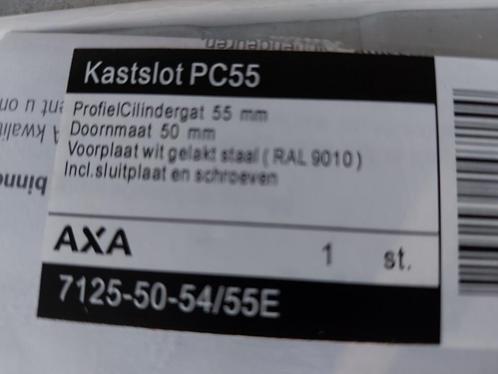 Kastslot PC55
ProfielCilindergat 55 mm
Doornmaat 50 mm
Voorplaat wit gelakt staal ( RAL 9010 )
Incl.sluitplaat en schroeven
AXA
1 st.
7125-50-54/55E